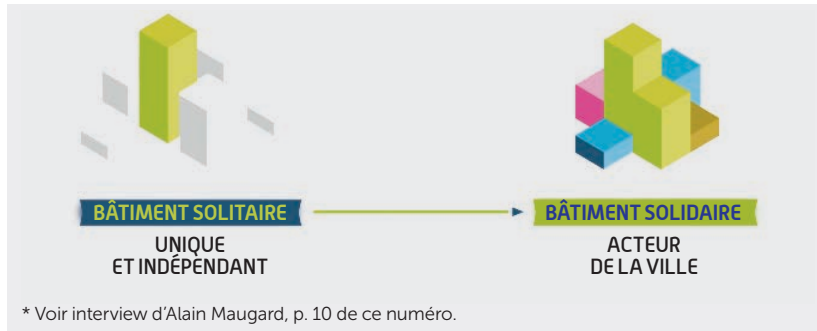 BÂTIMENT SOLITAIRE
UNIQUE
ET INDÉPENDANT
BÂTIMENT SOLIDAIRE
ACTEUR
DE LA VILLE
* Voir interview d’Alain Maugard, p. 10 de ce numéro.